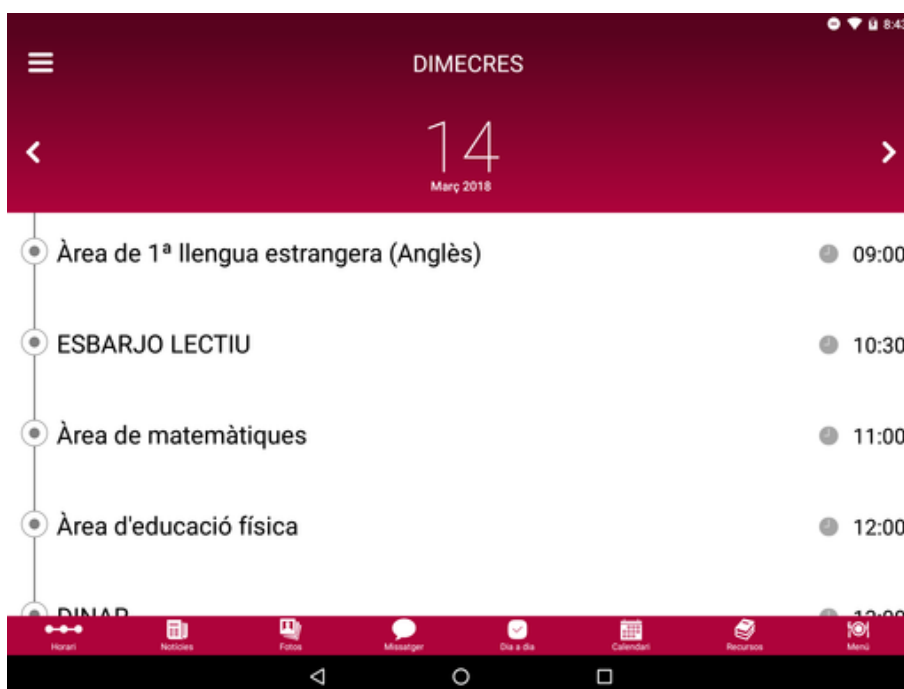 8:43
DIMECRES
14
Març 2018
Àrea de 1ª llengua estrangera (Anglès) 09:00
ESBARJO LECTIU 10:30
Àrea de matemàtiques 11:00
Àrea d'educació física 12:00
DINAR
Horari Notícies Fotos Missatger Dia a dia Calendari Recursos Menú